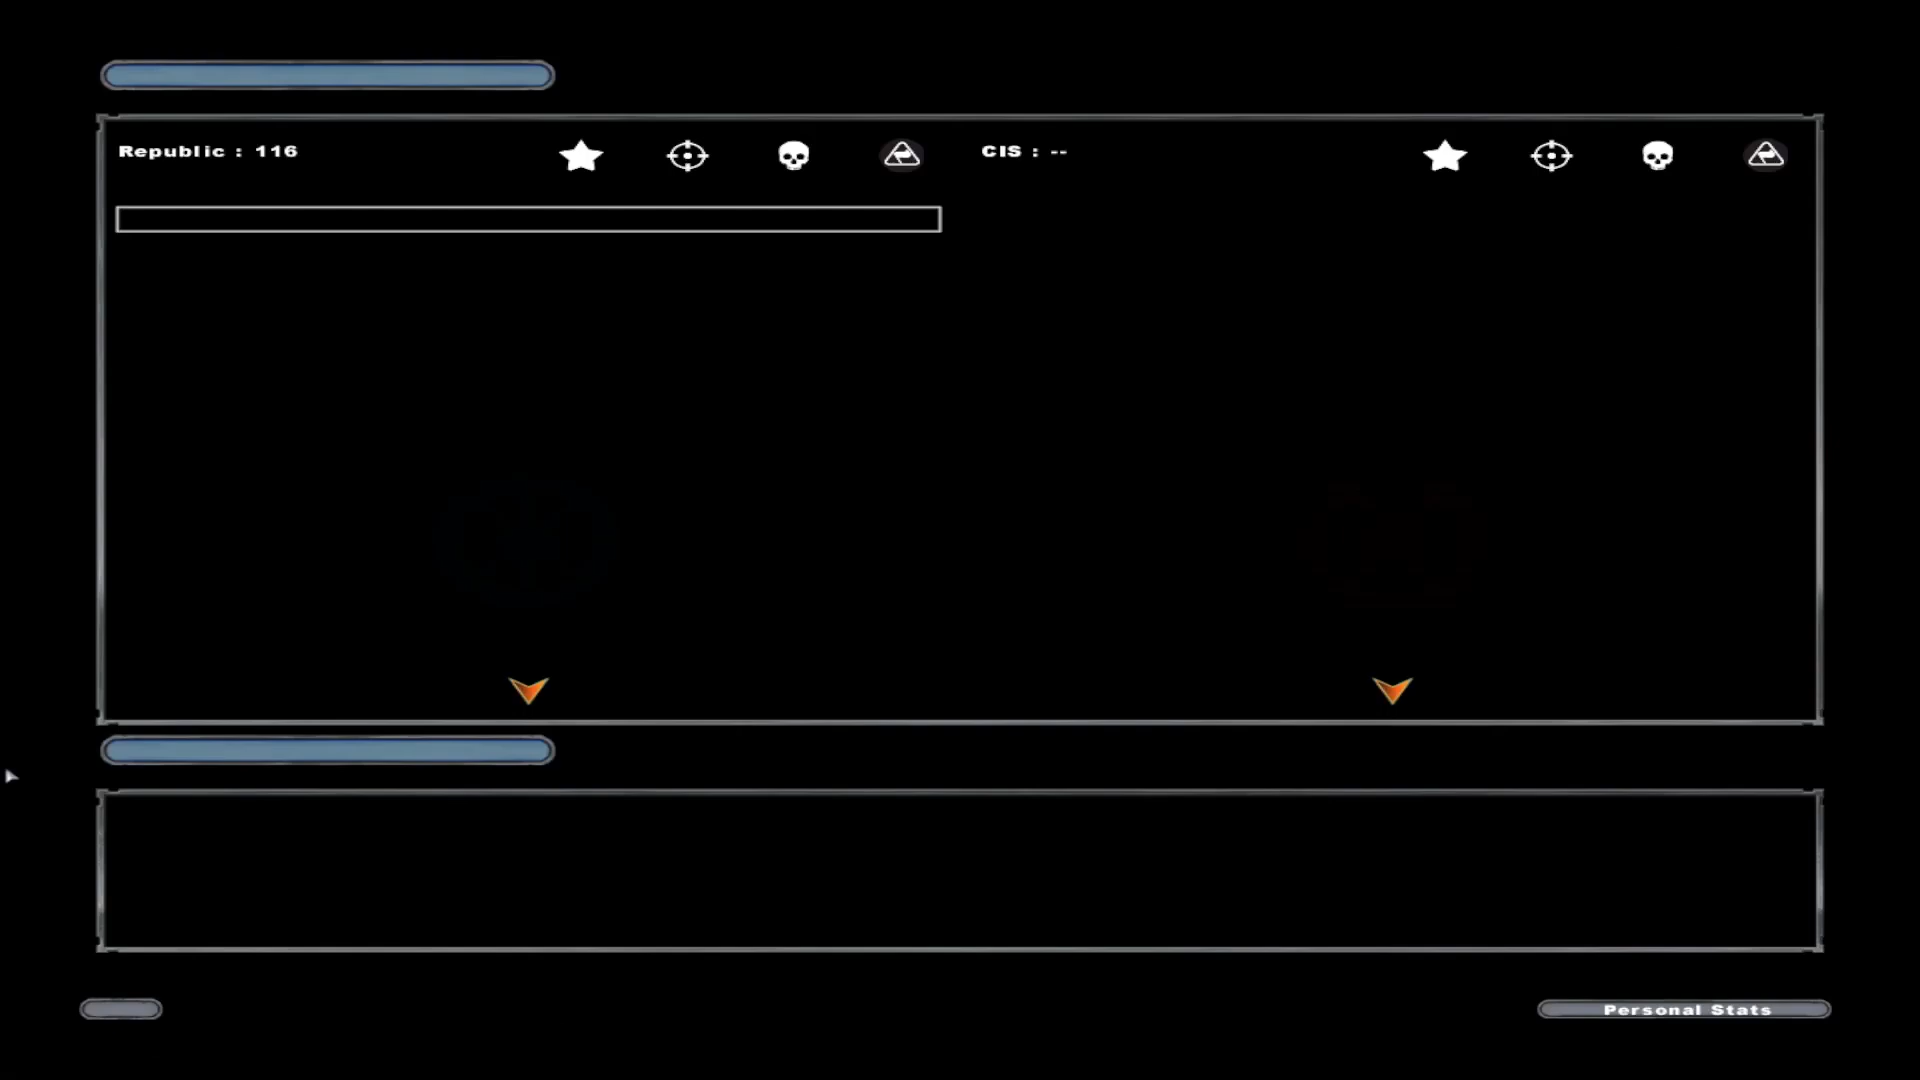 Republic : 116
CIS : --
Personal Stats